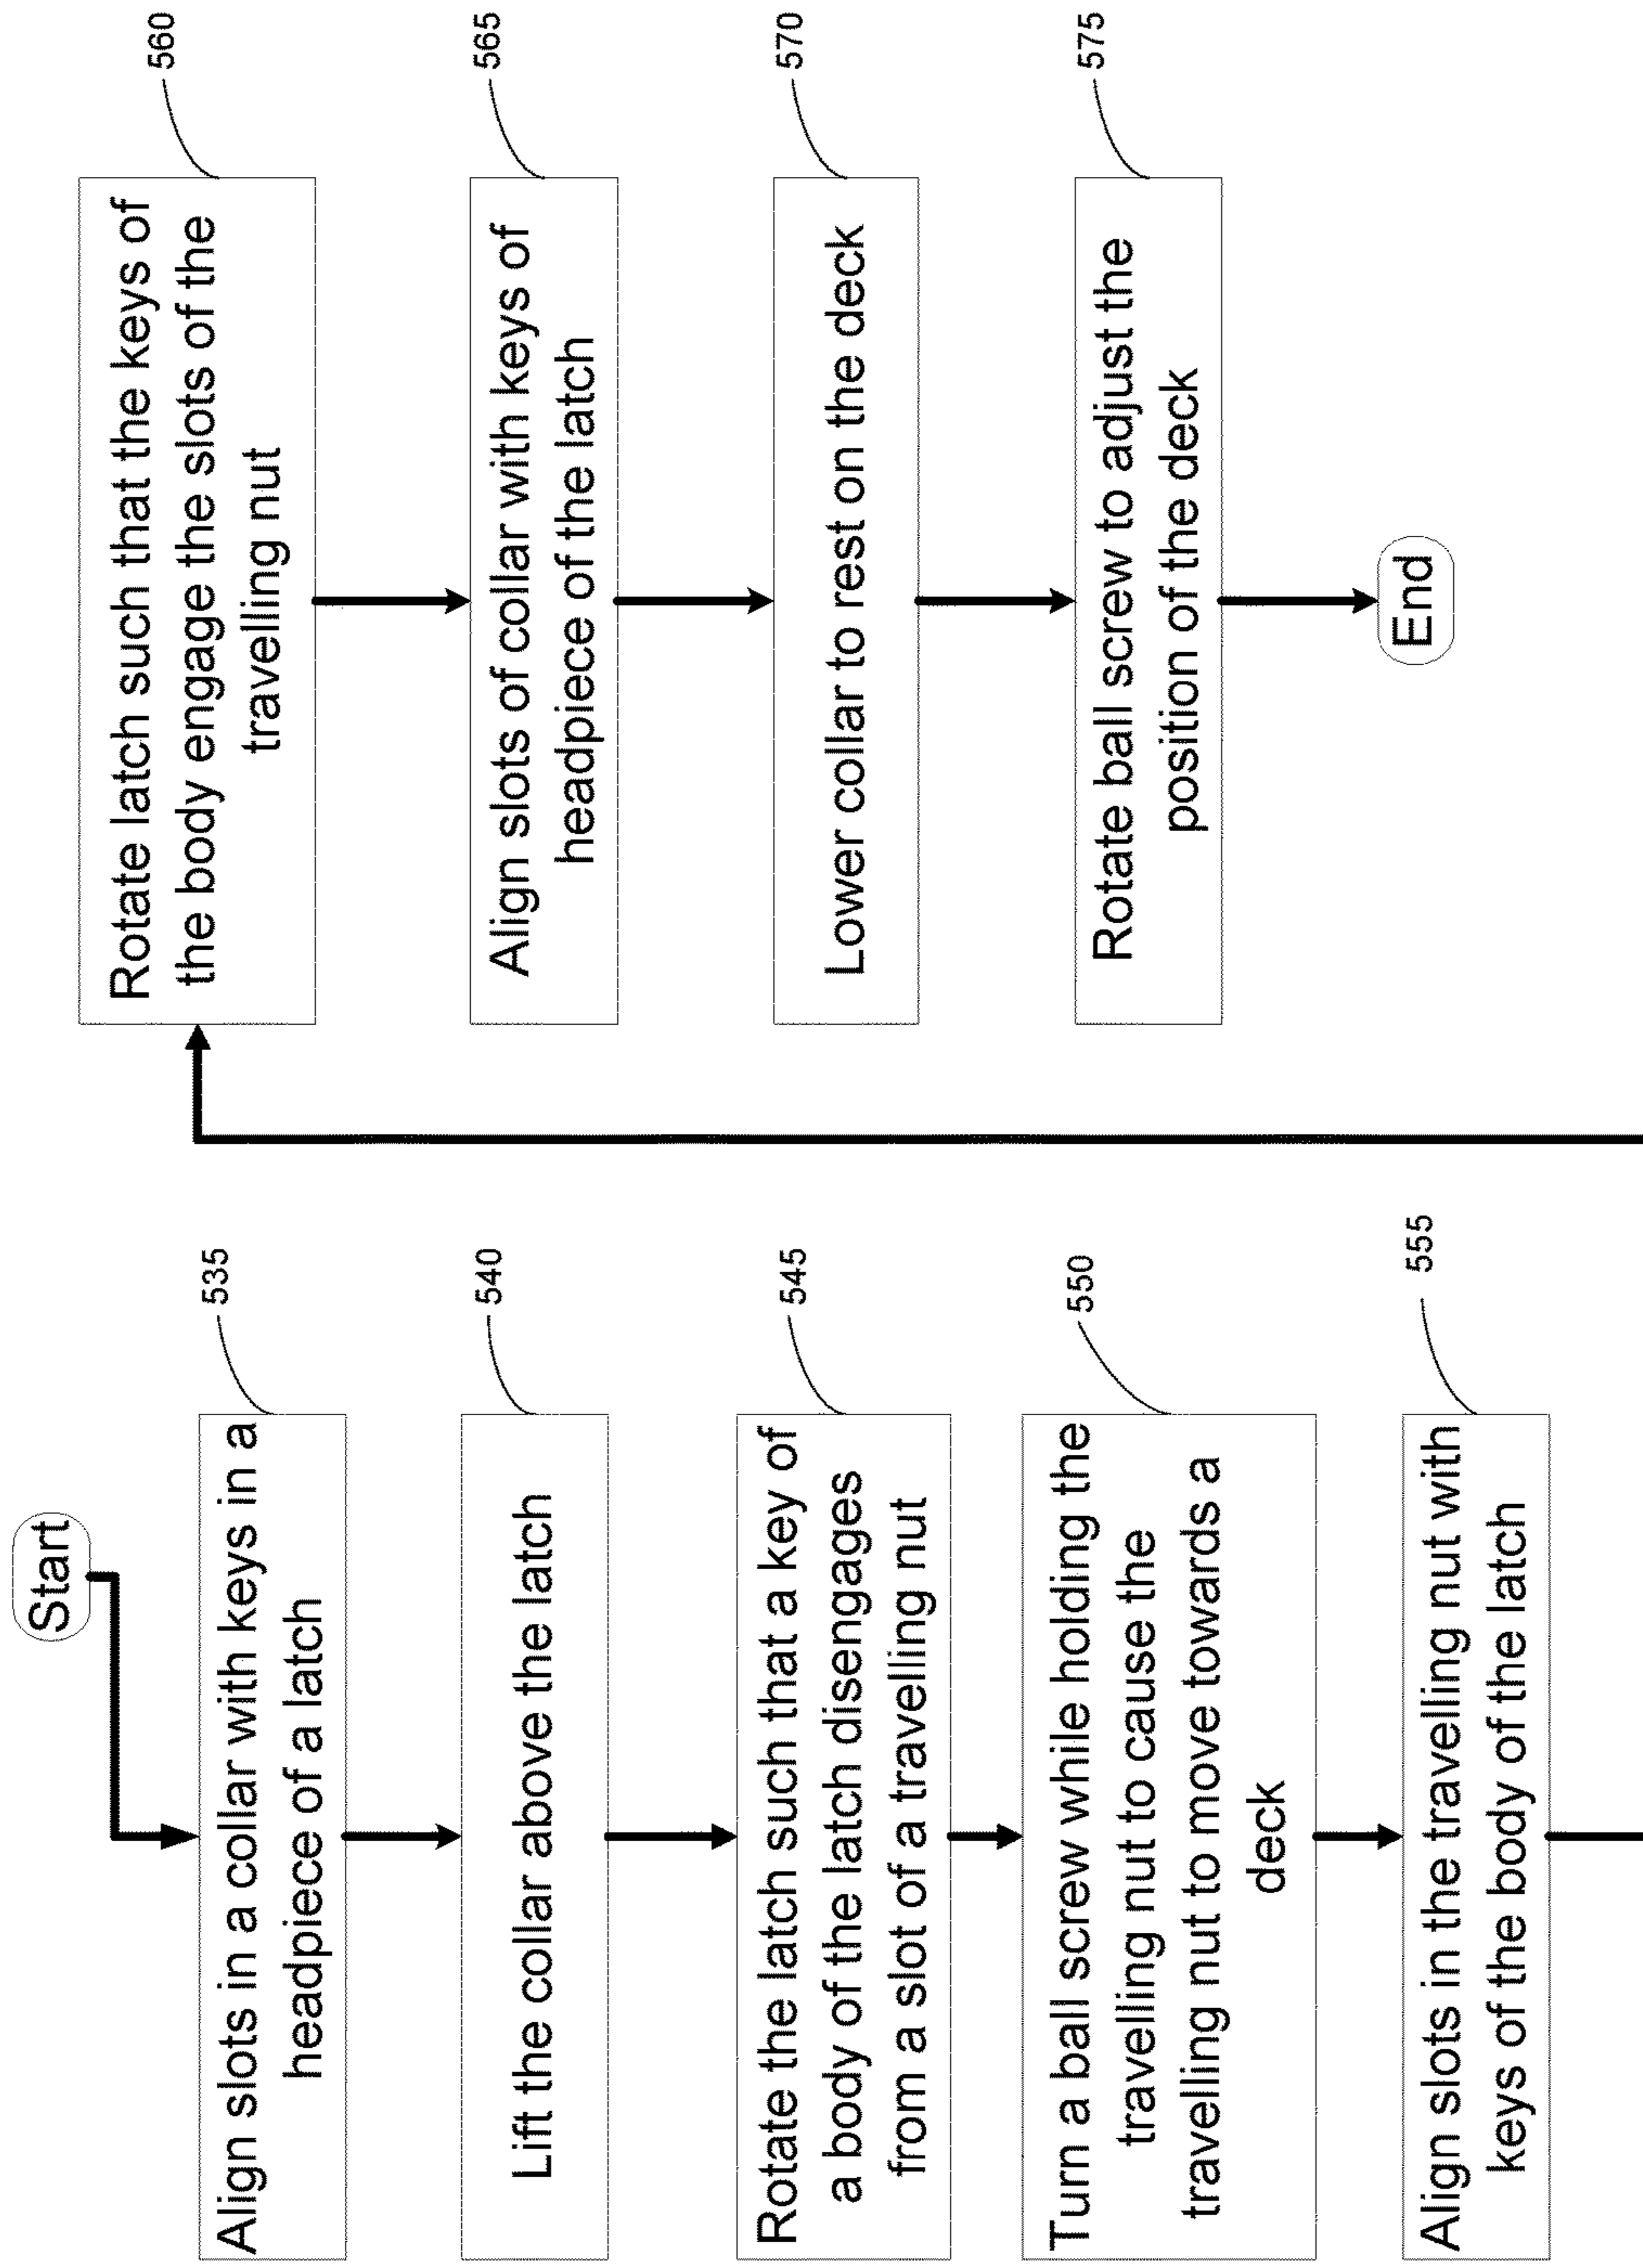 Start
Align slots in a collar with keys in a
headpiece of a latch
535
Lift the collar above the latch
540
Rotate the latch such that a key of
a body of the latch disengages
from a slot of a travelling nut
545
Turn a ball screw while holding the
travelling nut to cause the
travelling nut to move towards a
deck
550
Align slots in the travelling nut with
keys of the body of the latch
555
Rotate latch such that the keys of
the body engage the slots of the
travelling nut
560
Align slots of collar with keys of
headpiece of the latch
565
Lower collar to rest on the deck
570
Rotate ball screw to adjust the
position of the deck
575
End